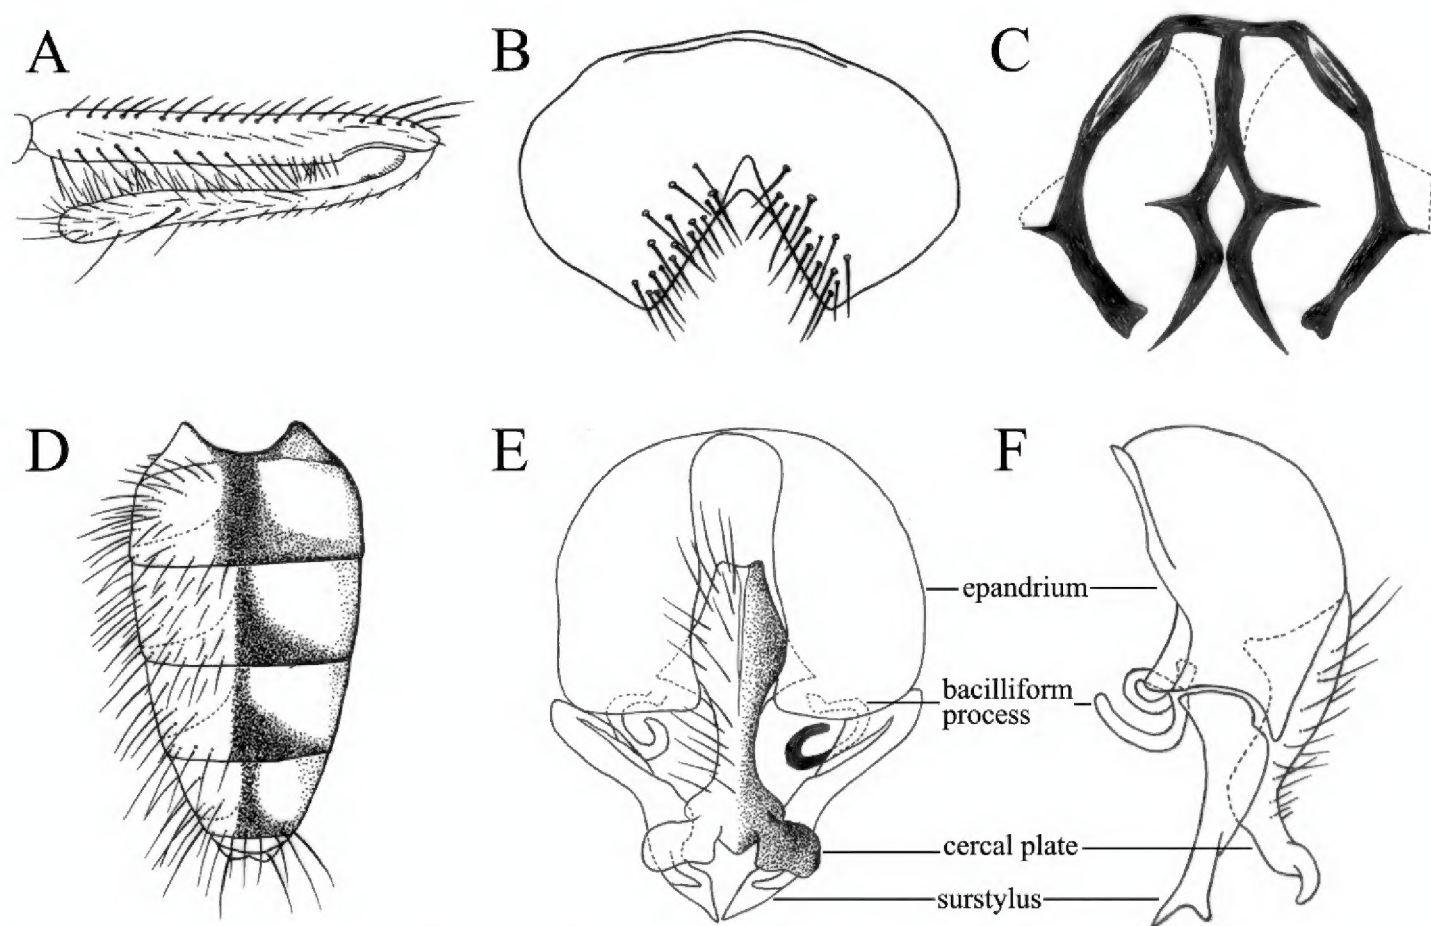 A
B
C
D
E
F
epandrium
bacilliform
process
cercal plate
surstylus